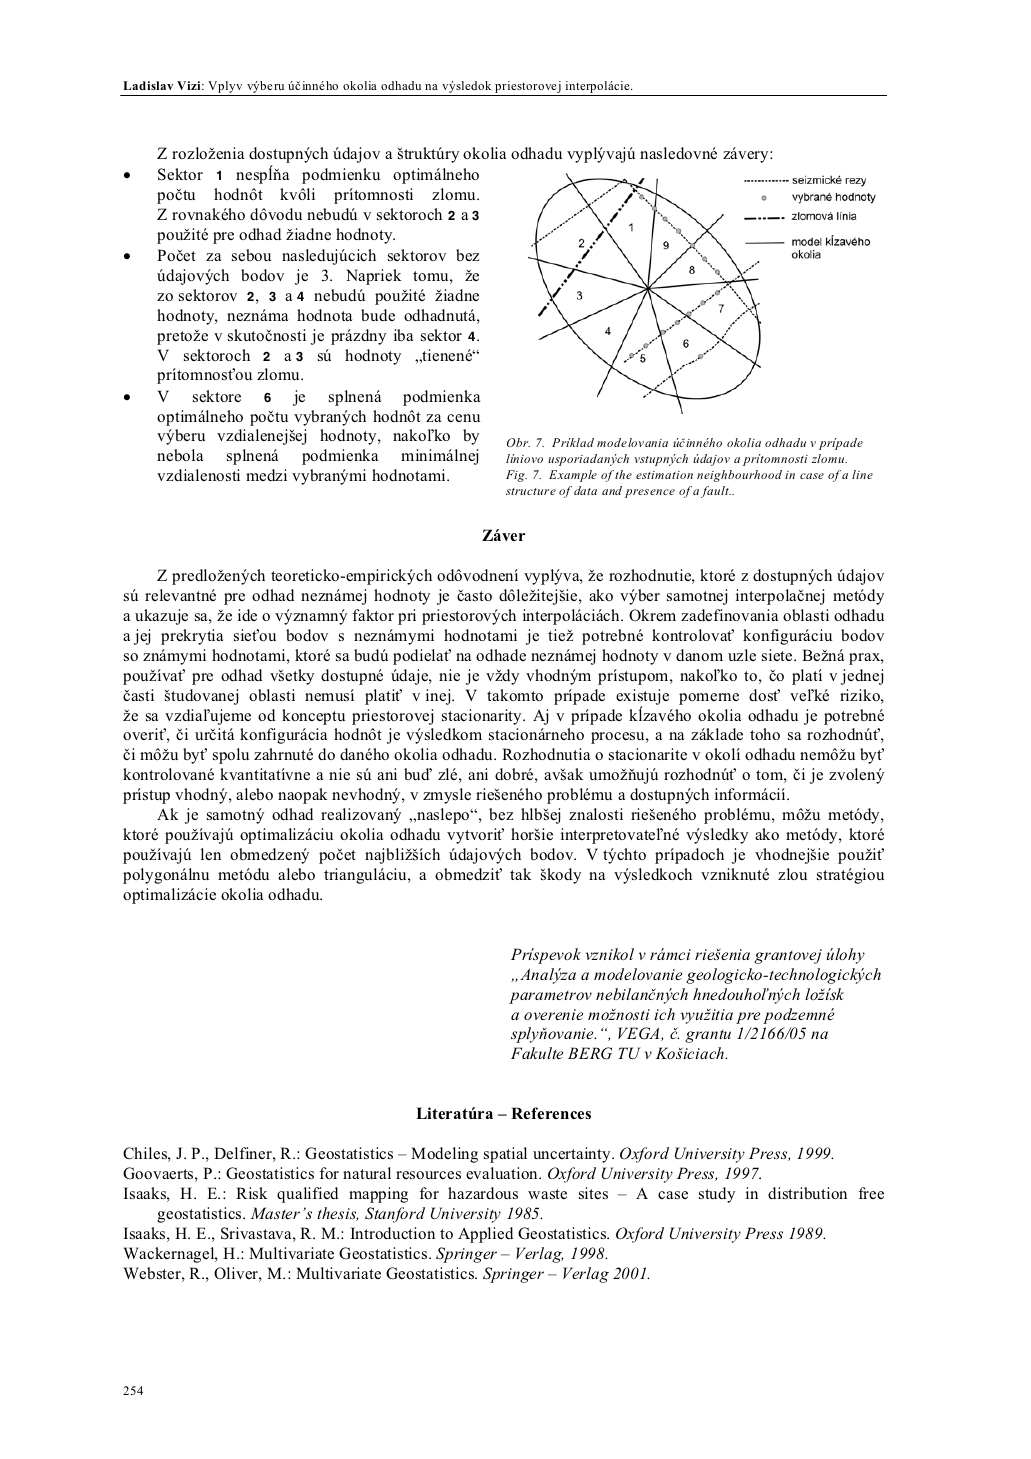 Ladislav Vizi: Vplyv výberu účinného okolia odhadu na výsledok priestorovej interpolácie.
Z rozloženia dostupných údajov a štruktúry okolia odhadu vyplývajú nasledovné závery:
• Sektor 1 nespĺňa podmienku optimálneho
počtu hodnôt kvôli prítomnosti zlomu.
Z rovnakého dôvodu nebudú v sektoroch 2 a 3
použité pre odhad žiadne hodnoty.
• Počet za sebou nasledujúcich sektorov bez
údajových bodov je 3. Napriek tomu, že
zo sektorov 2, 3 a 4 nebudú použité žiadne
hodnoty, neznáma hodnota bude odhadnutá,
pretože v skutočnosti je prázdny iba sektor 4.
V sektoroch 2 a 3 sú hodnoty „tienené“
prítomnosťou zlomu.
• V sektore 6 je splnená podmienka
optimálneho počtu vybraných hodnôt za cenu
výberu vzdialenejšej hodnoty, nakoľko by
nebola splnená podmienka minimálnej
vzdialenosti medzi vybranými hodnotami.
seizmické rezy
vybrané hodnoty
zlomová línia
model kĺzavého
okolia
1
2
9
8
3
7
4
6
5
Obr. 7. Príklad modelovania účinného okolia odhadu v prípade
líniovo usporiadaných vstupných údajov a prítomnosti zlomu.
Fig. 7. Example of the estimation neighbourhood in case of a line
structure of data and presence of a fault..
Záver
Z predložených teoreticko-empirických odôvodnení vyplýva, že rozhodnutie, ktoré z dostupných údajov
sú relevantné pre odhad neznámej hodnoty je často dôležitejšie, ako výber samotnej interpolačnej metódy
a ukazuje sa, že ide o významný faktor pri priestorových interpoláciách. Okrem zadefinovania oblasti odhadu
a jej prekrytia sieťou bodov s neznámymi hodnotami je tiež potrebné kontrolovať konfiguráciu bodov
so známymi hodnotami, ktoré sa budú podielať na odhade neznámej hodnoty v danom uzle siete. Bežná prax,
používať pre odhad všetky dostupné údaje, nie je vždy vhodným prístupom, nakoľko to, čo platí v jednej
časti študovanej oblasti nemusí platiť v inej. V takomto prípade existuje pomerne dosť veľké riziko,
že sa vzdiaľujeme od konceptu priestorovej stacionarity. Aj v prípade kĺzavého okolia odhadu je potrebné
overiť, či určitá konfigurácia hodnôt je výsledkom stacionárneho procesu, a na základe toho sa rozhodnúť,
či môžu byť spolu zahrnuté do daného okolia odhadu. Rozhodnutia o stacionarite v okolí odhadu nemôžu byť
kontrolované kvantitatívne a nie sú ani buď zlé, ani dobré, avšak umožňujú rozhodnúť o tom, či je zvolený
prístup vhodný, alebo naopak nevhodný, v zmysle riešeného problému a dostupných informácií.
Ak je samotný odhad realizovaný „naslepo“, bez hlbšej znalosti riešeného problému, môžu metódy,
ktoré používajú optimalizáciu okolia odhadu vytvoriť horšie interpretovateľné výsledky ako metódy, ktoré
používajú len obmedzený počet najbližších údajových bodov. V týchto prípadoch je vhodnejšie použiť
polygonálnu metódu alebo trianguláciu, a obmedziť tak škody na výsledkoch vzniknuté zlou stratégiou
optimalizácie okolia odhadu.
Príspevok vznikol v rámci riešenia grantovej úlohy
„Analýza a modelovanie geologicko-technologických
parametrov nebilančných hnedouhoľných ložísk
a overenie možnosti ich využitia pre podzemné
splyňovanie.“, VEGA, č. grantu 1/2166/05 na
Fakulte BERG TU v Košiciach.
Literatúra – References
Chiles, J. P., Delfiner, R.: Geostatistics – Modeling spatial uncertainty. Oxford University Press, 1999.
Goovaerts, P.: Geostatistics for natural resources evaluation. Oxford University Press, 1997.
Isaaks, H. E.: Risk qualified mapping for hazardous waste sites – A case study in distribution free
geostatistics. Master’s thesis, Stanford University 1985.
Isaaks, H. E., Srivastava, R. M.: Introduction to Applied Geostatistics. Oxford University Press 1989.
Wackernagel, H.: Multivariate Geostatistics. Springer – Verlag, 1998.
Webster, R., Oliver, M.: Multivariate Geostatistics. Springer – Verlag 2001.
254